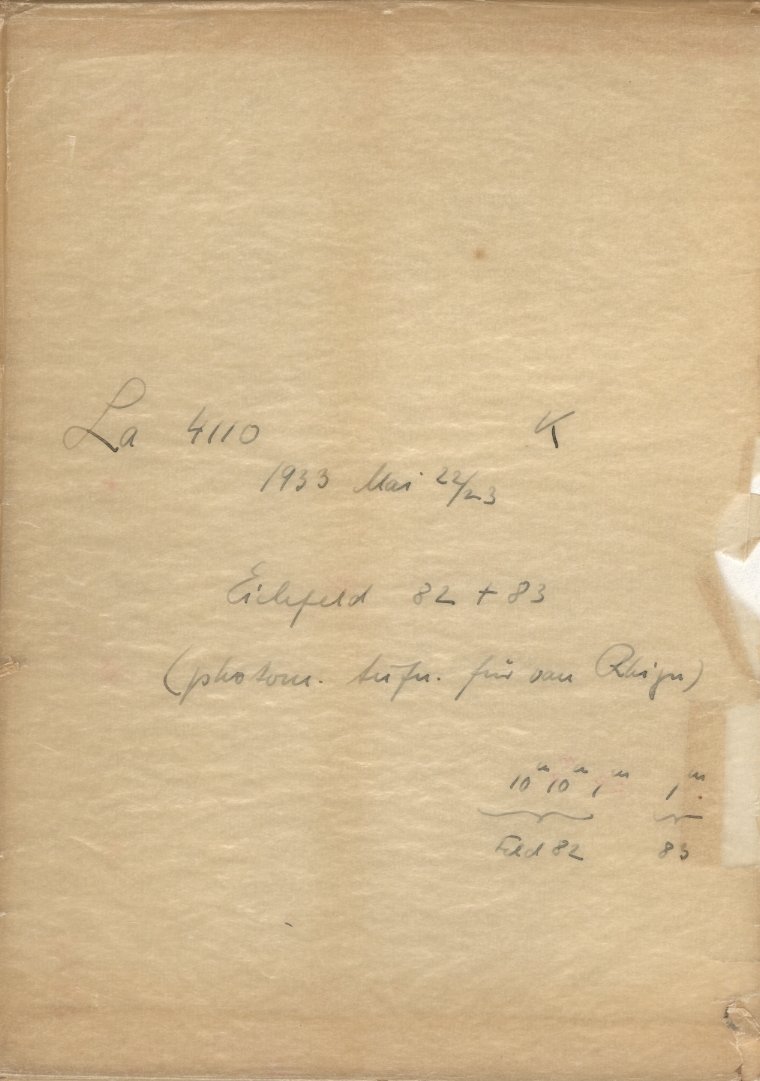 La 4110 K
1933 Mai 22/23
Eichfeld 82 + 83
(photom. Aufn. für van Rhijn)
10ᵐ 10ᵐ 1ᵐ 1ᵐ.
Feld 82 83